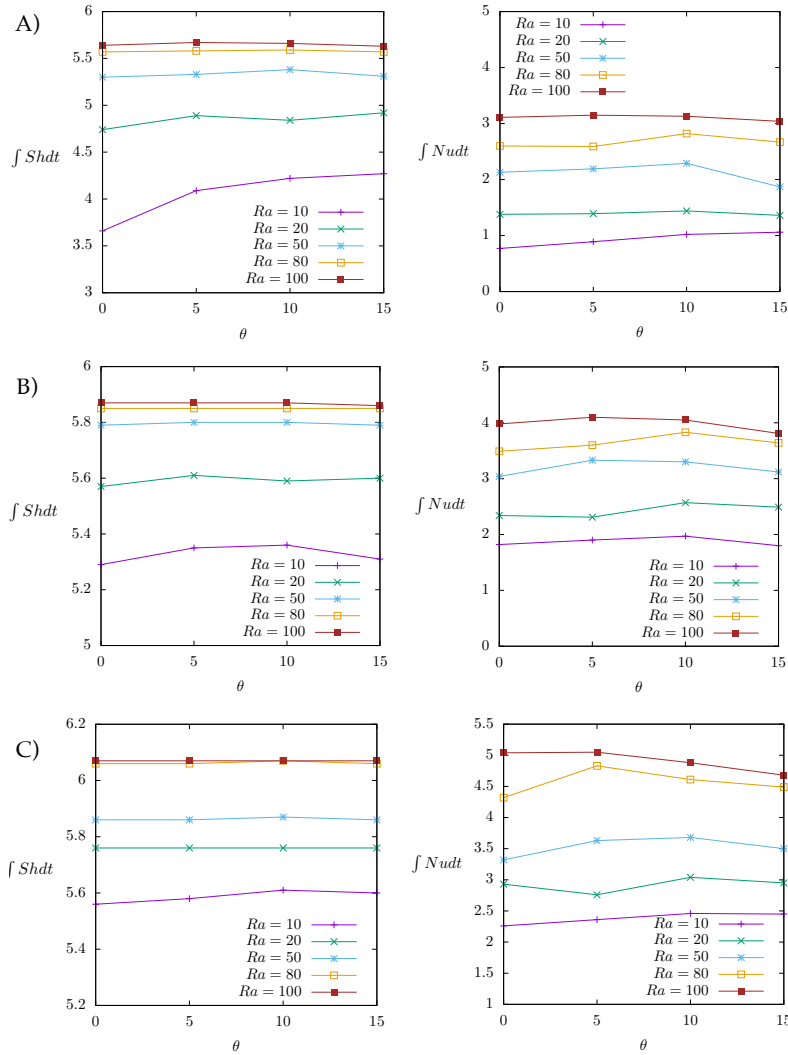 A)
6
5.5
5
4.5
4
3.5
3
∫ Shdt
Ra = 10
Ra = 20
Ra = 50
Ra = 80
Ra = 100
0 5 10 15
θ
5
4
3
2
1
0
∫ Nudt
Ra = 10
Ra = 20
Ra = 50
Ra = 80
Ra = 100
0 5 10 15
θ
B)
6
5.8
5.6
5.4
5.2
5
∫ Shdt
Ra = 10
Ra = 20
Ra = 50
Ra = 80
Ra = 100
0 5 10 15
θ
5
4
3
2
1
0
∫ Nudt
Ra = 10
Ra = 20
Ra = 50
Ra = 80
Ra = 100
0 5 10 15
θ
C)
6.2
6
5.8
5.6
5.4
5.2
∫ Shdt
Ra = 10
Ra = 20
Ra = 50
Ra = 80
Ra = 100
0 5 10 15
θ
5.5
5
4.5
4
3.5
3
2.5
2
1.5
1
∫ Nudt
Ra = 10
Ra = 20
Ra = 50
Ra = 80
Ra = 100
0 5 10 15
θ